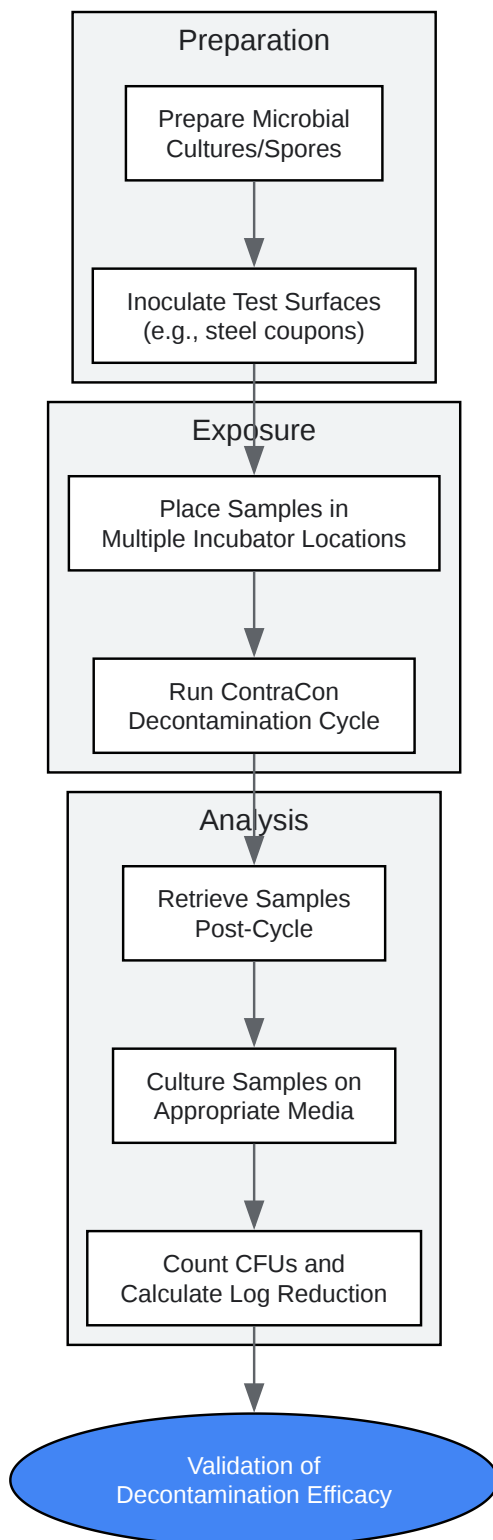 Preparation
Prepare Microbial
Cultures/Spores
Inoculate Test Surfaces
(e.g., steel coupons)
Exposure
Place Samples in
Multiple Incubator Locations
Run ContraCon
Decontamination Cycle
Analysis
Retrieve Samples
Post-Cycle
Culture Samples on
Appropriate Media
Count CFUs and
Calculate Log Reduction
Validation of
Decontamination Efficacy